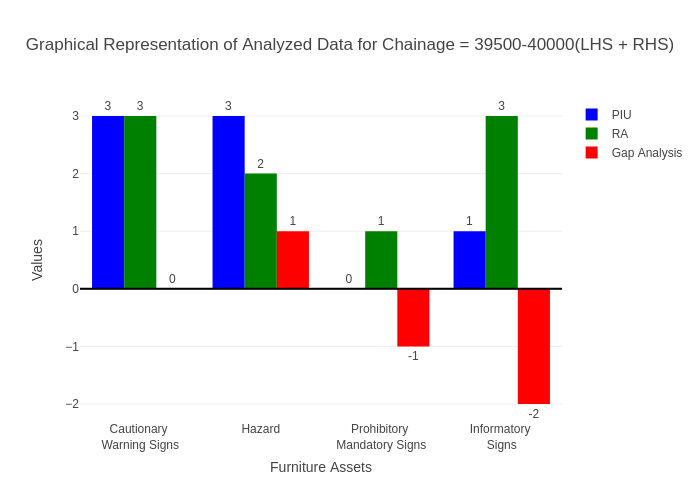 Graphical Representation of Analyzed Data for Chainage = 39500-40000(LHS + RHS)
PIU
RA
Gap Analysis
Values
3
2
1
0
−1
−2
3
3
0
3
2
1
0
1
-1
1
3
-2
Cautionary
Warning Signs
Hazard
Prohibitory
Mandatory Signs
Informatory
Signs
Furniture Assets